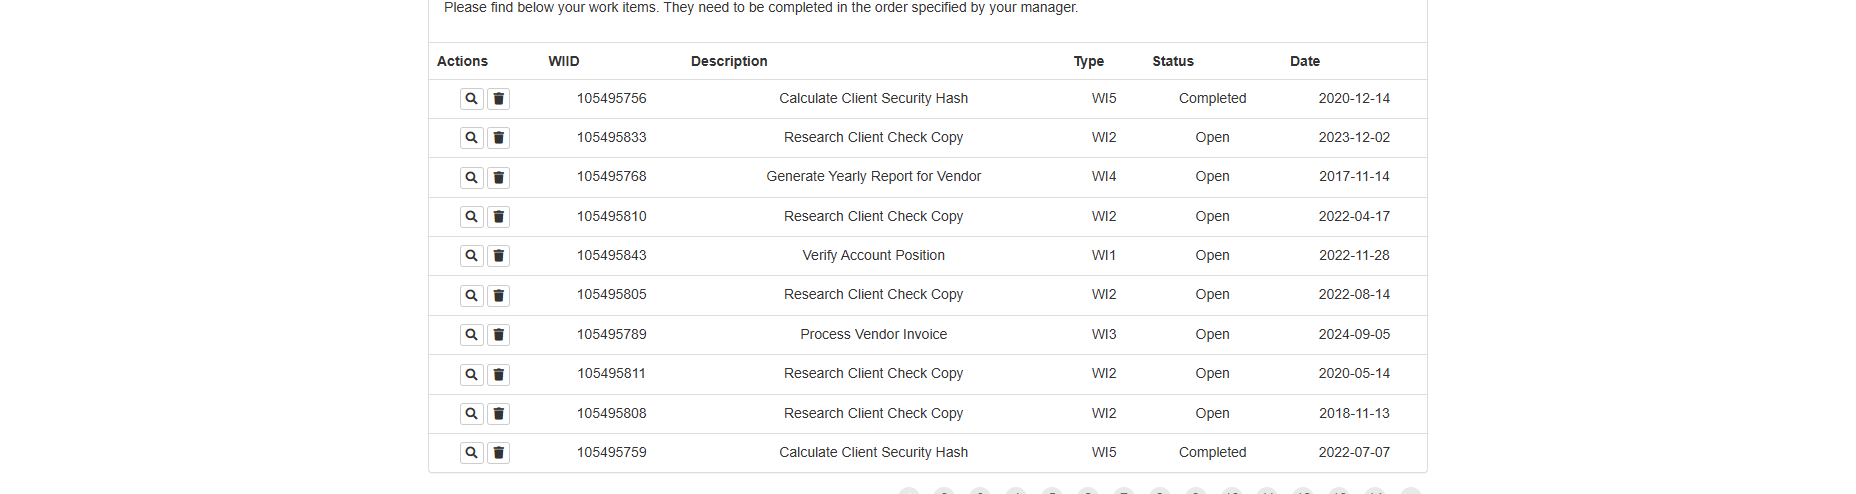 Please find below your work items. They need to be completed in the order specified by your manager.
Actions WIID Description Type Status Date
105495756 Calculate Client Security Hash WI5 Completed 2020-12-14
105495833 Research Client Check Copy WI2 Open 2023-12-02
105495768 Generate Yearly Report for Vendor WI4 Open 2017-11-14
105495810 Research Client Check Copy WI2 Open 2022-04-17
105495843 Verify Account Position WI1 Open 2022-11-28
105495805 Research Client Check Copy WI2 Open 2022-08-14
105495789 Process Vendor Invoice WI3 Open 2024-09-05
105495811 Research Client Check Copy WI2 Open 2020-05-14
105495808 Research Client Check Copy WI2 Open 2018-11-13
105495759 Calculate Client Security Hash WI5 Completed 2022-07-07